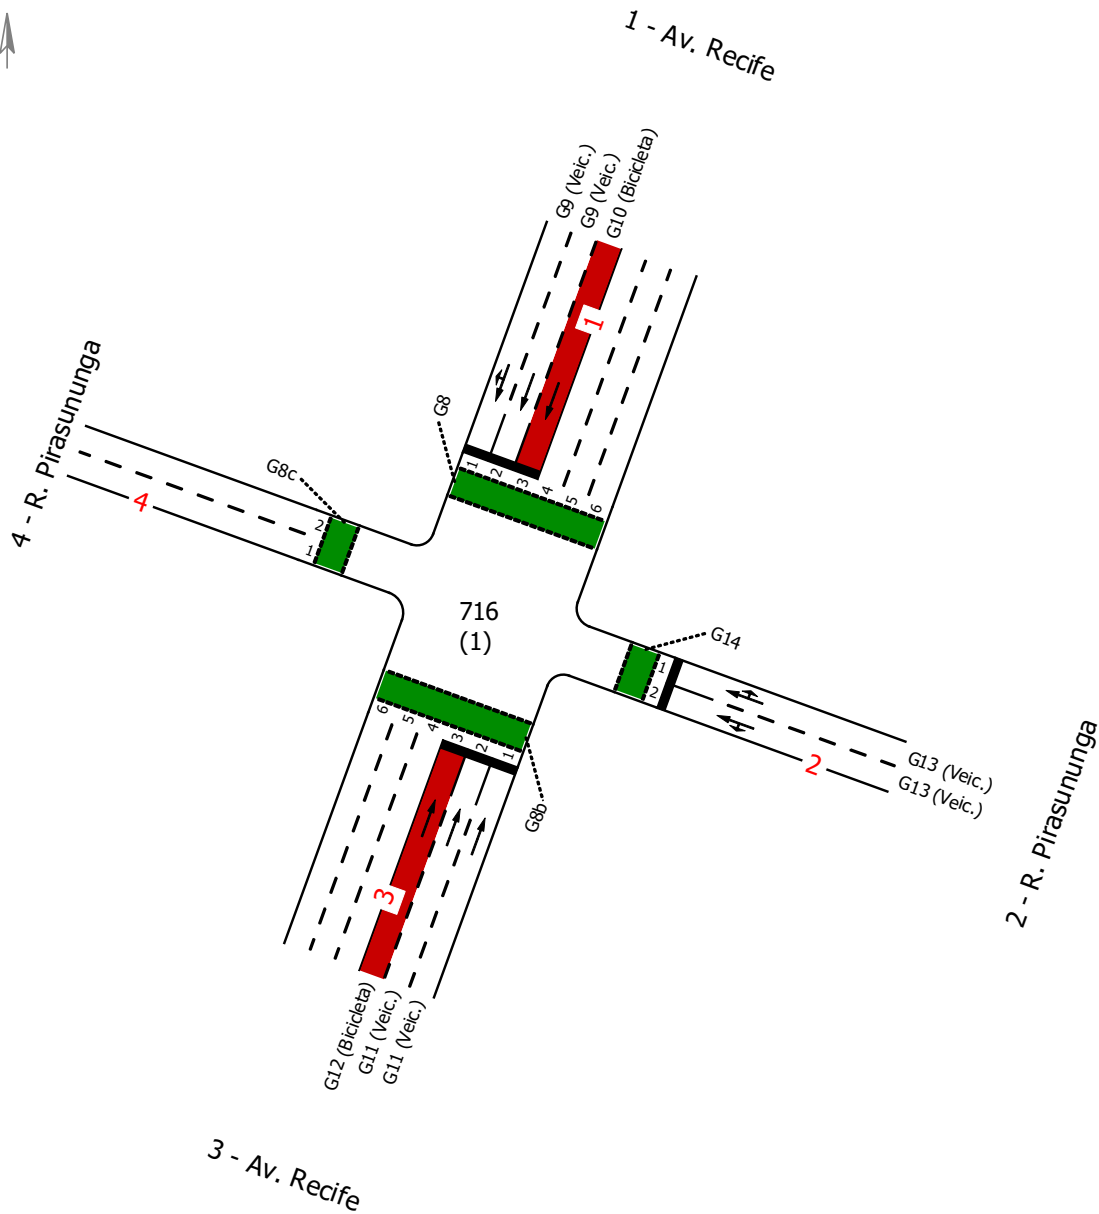 1 - Av. Recife
G9 (Veic.)
G9 (Veic.)
G10 (Bicicleta)
1
4 - R. Pirasununga
G8
G8c
4
1
2
3
4
5
6
2
1
716
(1)
G14
1
2
6
5
4
3
2
1
2
G13 (Veic.)
G13 (Veic.)
G8b
2 - R. Pirasununga
3
G12 (Bicicleta)
G11 (Veic.)
G11 (Veic.)
3 - Av. Recife